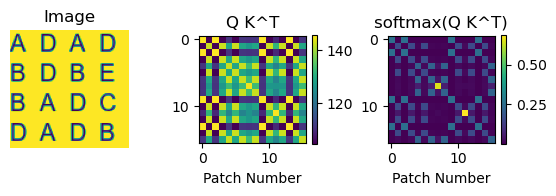 Image
A D A D
B D B E
B A D C
D A D B
Q K^T
0
10
0
10
Patch Number
140
120
softmax(Q K^T)
0
10
0
10
Patch Number
0.50
0.25